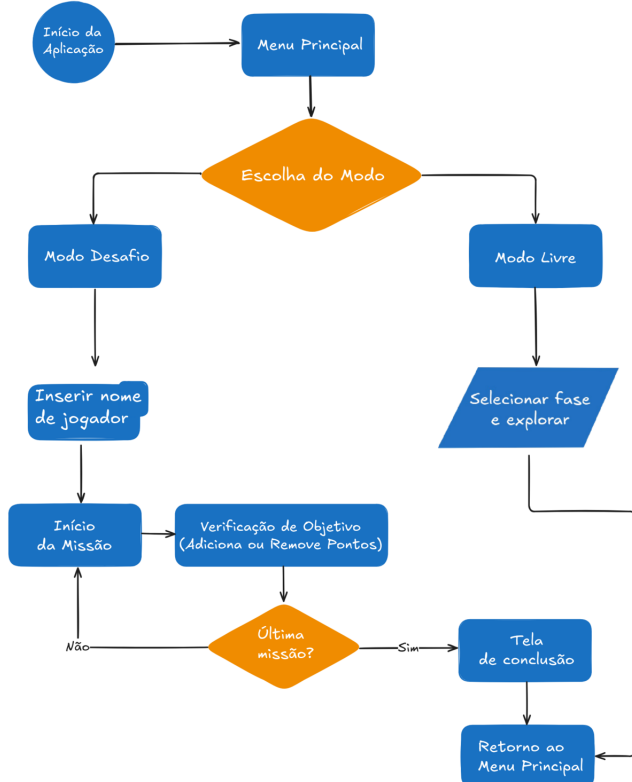 Início da
Aplicação
Menu Principal
Escolha do Modo
Modo Desafio
Modo Livre
Inserir nome
de jogador
Selecionar fase
e explorar
Início
da Missão
Verificação de Objetivo
(Adiciona ou Remove Pontos)
Última
missão?
Não
Sim
Tela
de conclusão
Retorno ao
Menu Principal